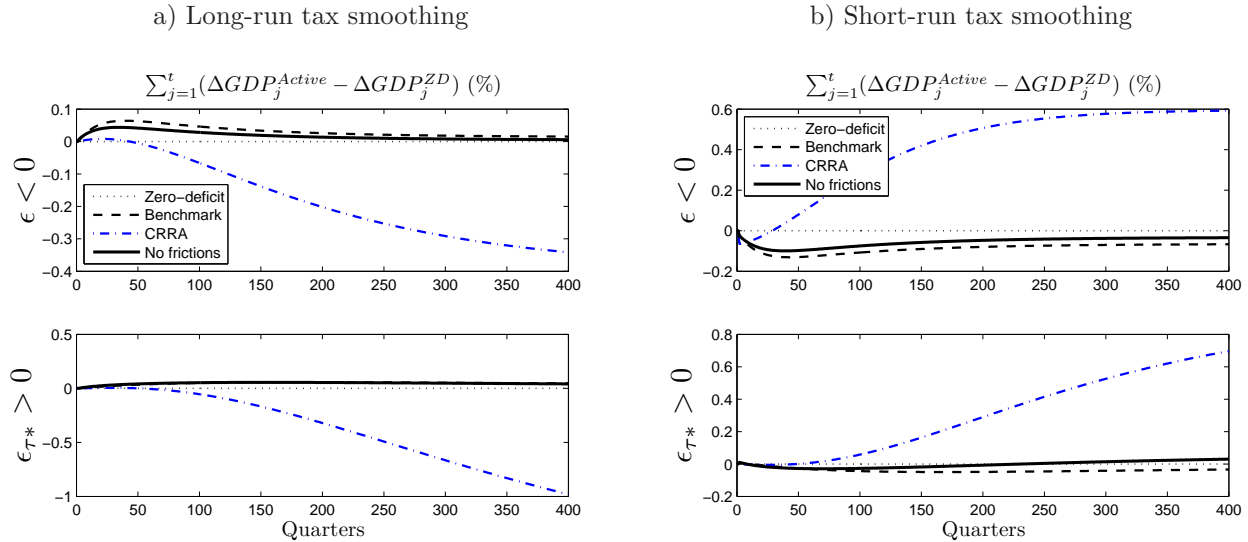 a) Long-run tax smoothing
b) Short-run tax smoothing
∑_{j=1}^{t}(ΔGDP_j^{Active} − ΔGDP_j^{ZD}) (%)
0.1
0
−0.1
−0.2
−0.3
−0.4
ϵ < 0
Zero−deficit
Benchmark
CRRA
No frictions
0 50 100 150 200 250 300 350 400
0.5
0
−0.5
−1
ϵ_{τ*} > 0
0 50 100 150 200 250 300 350 400
Quarters
∑_{j=1}^{t}(ΔGDP_j^{Active} − ΔGDP_j^{ZD}) (%)
0.6
0.4
0.2
0
−0.2
ϵ < 0
Zero−deficit
Benchmark
CRRA
No frictions
0 50 100 150 200 250 300 350 400
0.8
0.6
0.4
0.2
0
−0.2
ϵ_{τ*} > 0
0 50 100 150 200 250 300 350 400
Quarters